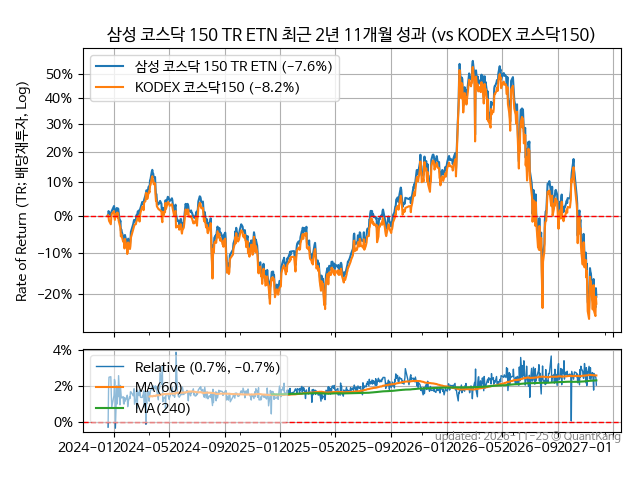 삼성 코스닥 150 TR ETN 최근 2년 11개월 성과 (vs KODEX 코스닥150)
Rate of Return (TR: 배당재투자, Log)
삼성 코스닥 150 TR ETN (−7.6%)
KODEX 코스닥150 (−8.2%)
50%
40%
30%
20%
10%
0%
−10%
−20%
Relative (0.7%, −0.7%)
MA(60)
MA(240)
4%
2%
0%
2024-01
2024-05
2024-09
2025-01
2025-05
2025-09
2026-01
2026-05
2026-09
2027-01
updated: 2026-11-25 © QuantKang